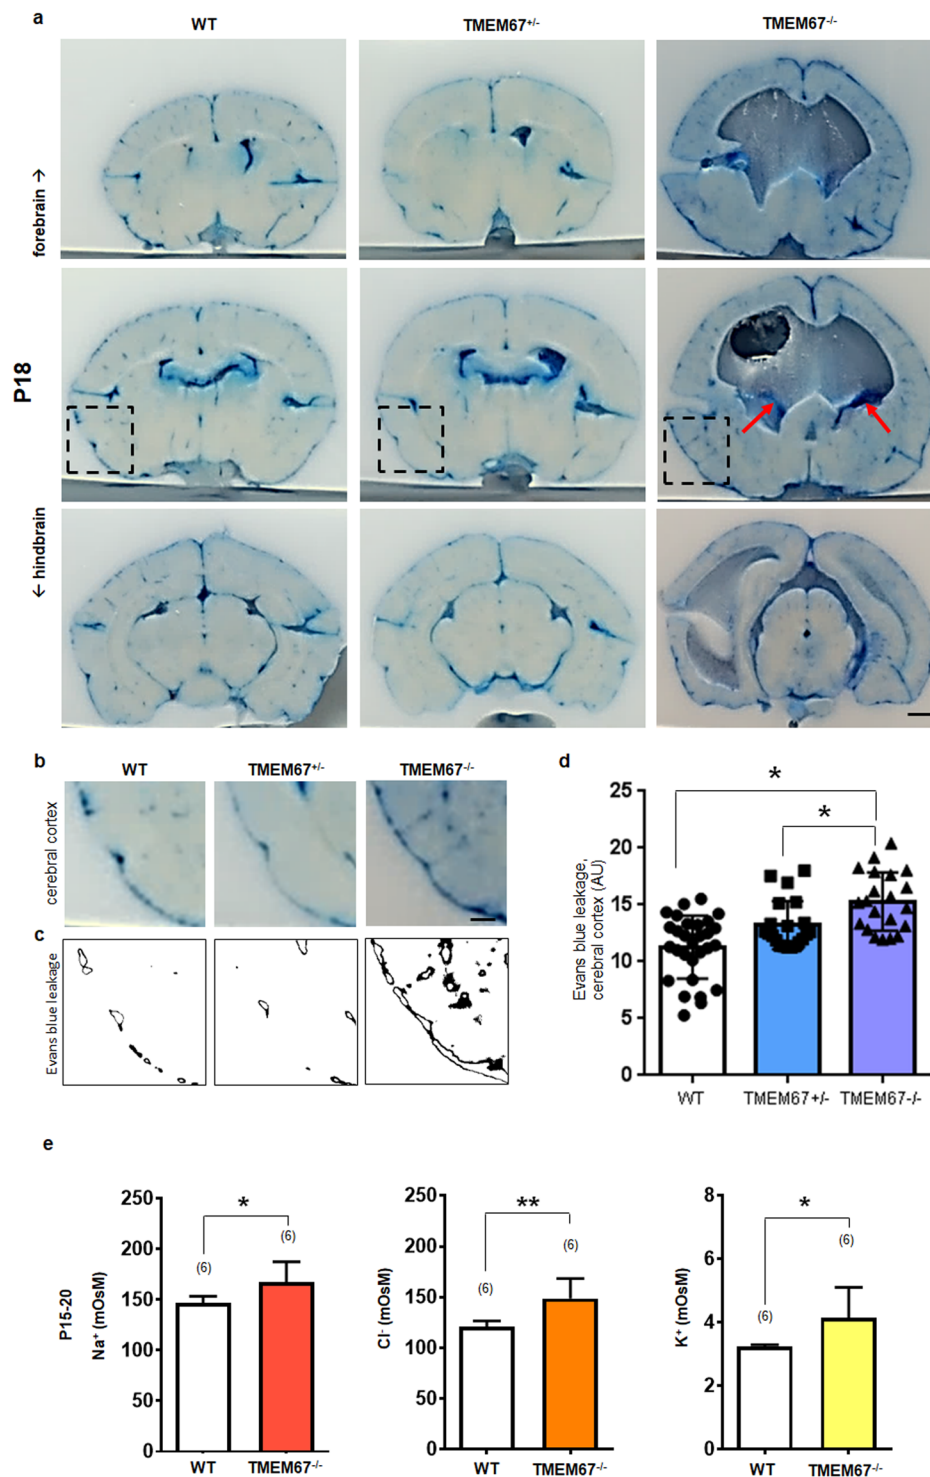 a
WT
TMEM67+/-
TMEM67-/-
forebrain →
P18
← hindbrain
b
WT
TMEM67+/-
TMEM67-/-
cerebral cortex
c
Evans blue leakage
d
*
*
Evans blue leakage,
cerebral cortex (AU)
25
20
15
10
5
0
WT
TMEM67+/-
TMEM67-/-
e
P15-20
Na+ (mOsM)
250
200
150
100
50
0
*
(6)
(6)
WT
TMEM67-/-
Cl- (mOsM)
250
200
150
100
50
0
**
(6)
(6)
WT
TMEM67-/-
K+ (mOsM)
8
6
4
2
0
*
(6)
(6)
WT
TMEM67-/-